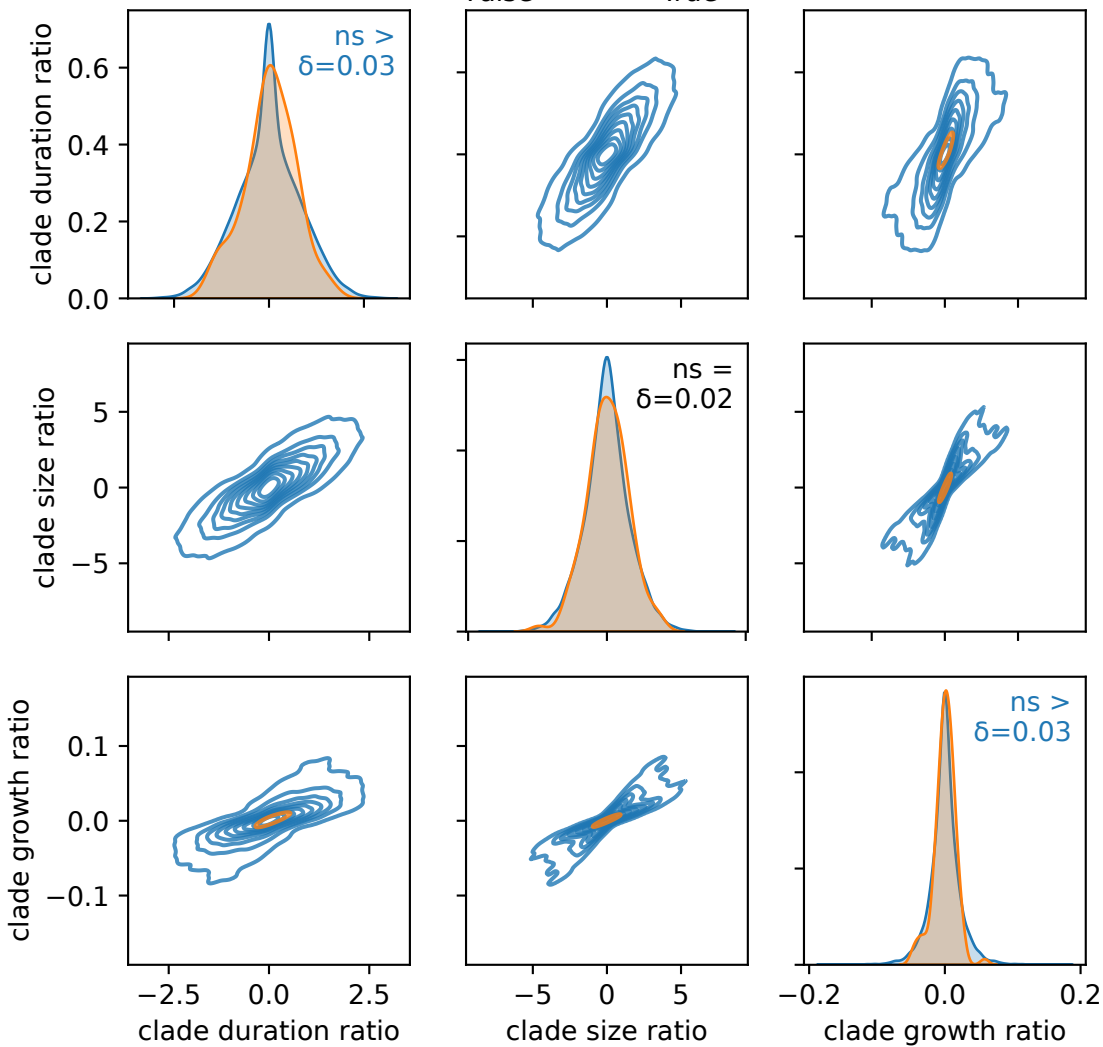 clade duration ratio
0.6
0.4
0.2
0.0
ns >
δ=0.03
clade size ratio
5
0
−5
ns =
δ=0.02
−5
0
5
clade growth ratio
0.1
0.0
−0.1
ns >
δ=0.03
−2.5
0.0
2.5
−5
0
5
−0.2
0.0
0.2
clade duration ratio
clade size ratio
clade growth ratio